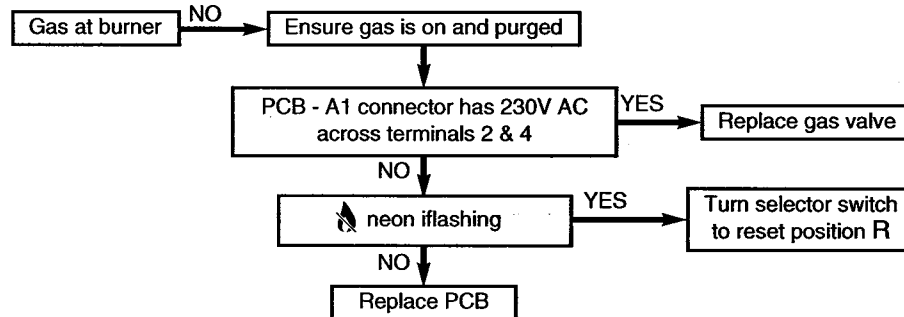 Gas at burner
NO
Ensure gas is on and purged
PCB - A1 connector has 230V AC
across terminals 2 & 4
YES
Replace gas valve
NO
neon iflashing
YES
Turn selector switch
to reset position R
NO
Replace PCB